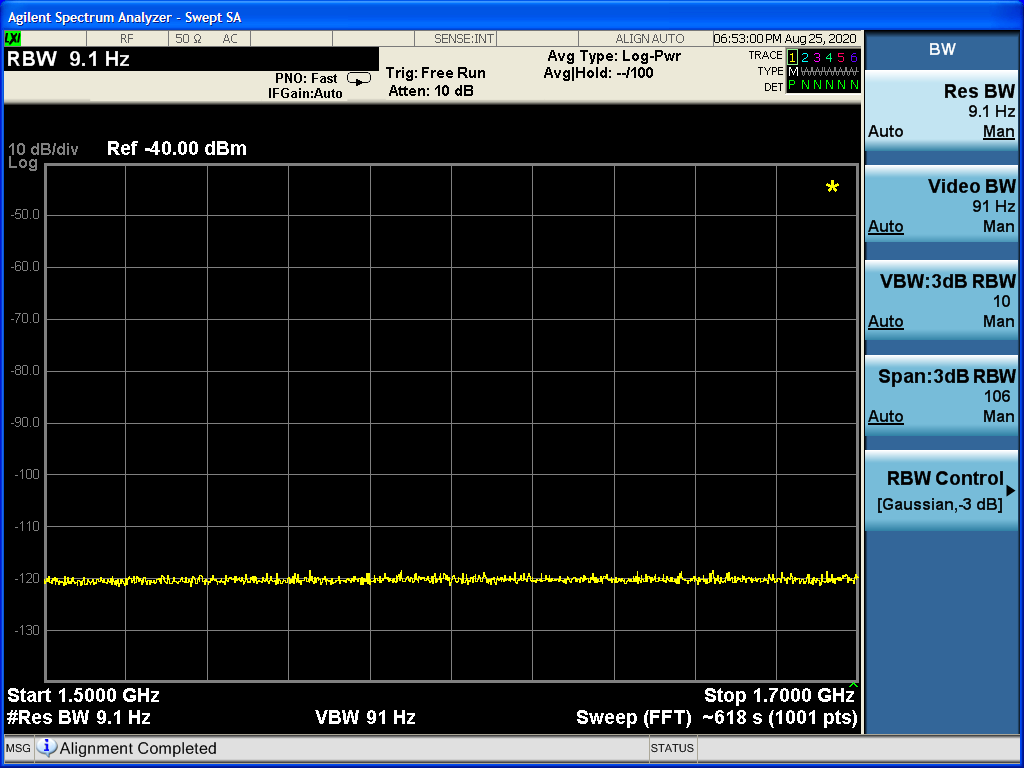 Agilent Spectrum Analyzer - Swept SA
LXI RF 50 Ω AC SENSE:INT ALIGN AUTO 06:53:00 PM Aug 25, 2020
RBW 9.1 Hz
PNO: Fast
IFGain:Auto
Trig: Free Run
Atten: 10 dB
Avg Type: Log-Pwr
Avg|Hold: --/100
TRACE 1 2 3 4 5 6
TYPE M W W W W W
DET P N N N N N
10 dB/div
Log
Ref -40.00 dBm
*
-50.0
-60.0
-70.0
-80.0
-90.0
-100
-110
-120
-130
Start 1.5000 GHz
Stop 1.7000 GHz
#Res BW 9.1 Hz
VBW 91 Hz
Sweep (FFT) ~618 s (1001 pts)
MSG Alignment Completed
STATUS
BW
Res BW
9.1 Hz
Auto Man
Video BW
91 Hz
Auto Man
VBW:3dB RBW
10
Auto Man
Span:3dB RBW
106
Auto Man
RBW Control
[Gaussian,-3 dB]